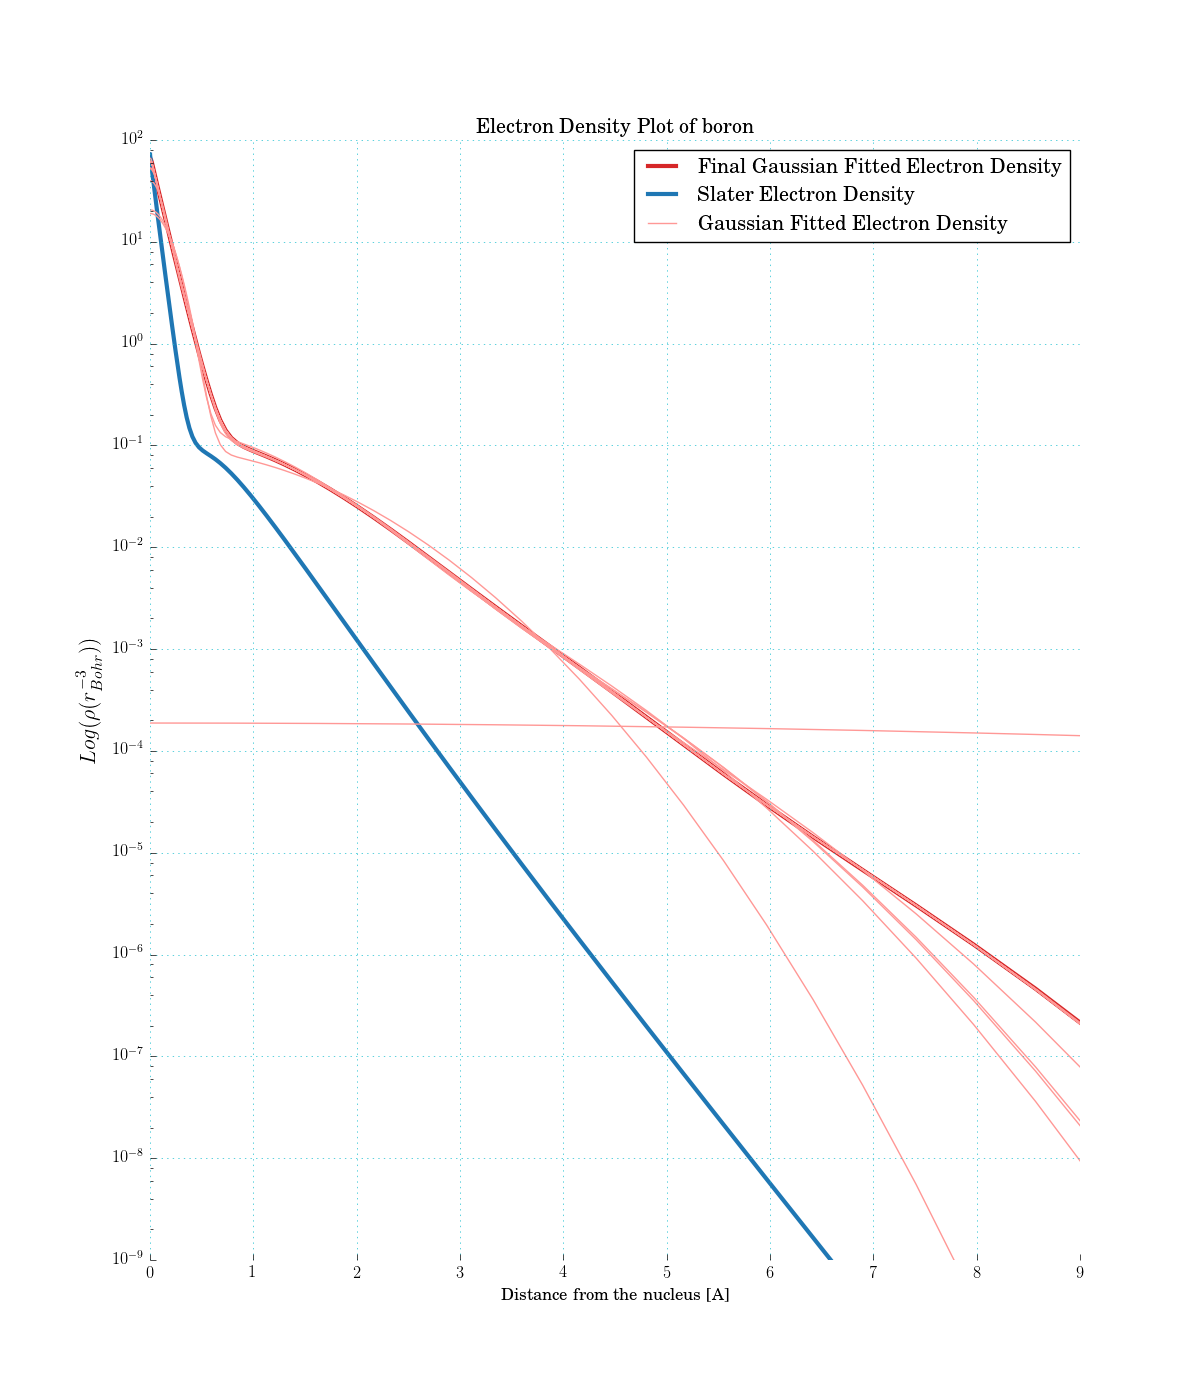 Electron Density Plot of boron
Final Gaussian Fitted Electron Density
Slater Electron Density
Gaussian Fitted Electron Density
10^2
10^1
10^0
10^-1
10^-2
10^-3
10^-4
10^-5
10^-6
10^-7
10^-8
10^-9
Log(ρ(r_Bohr^-3))
0 1 2 3 4 5 6 7 8 9
Distance from the nucleus [A]